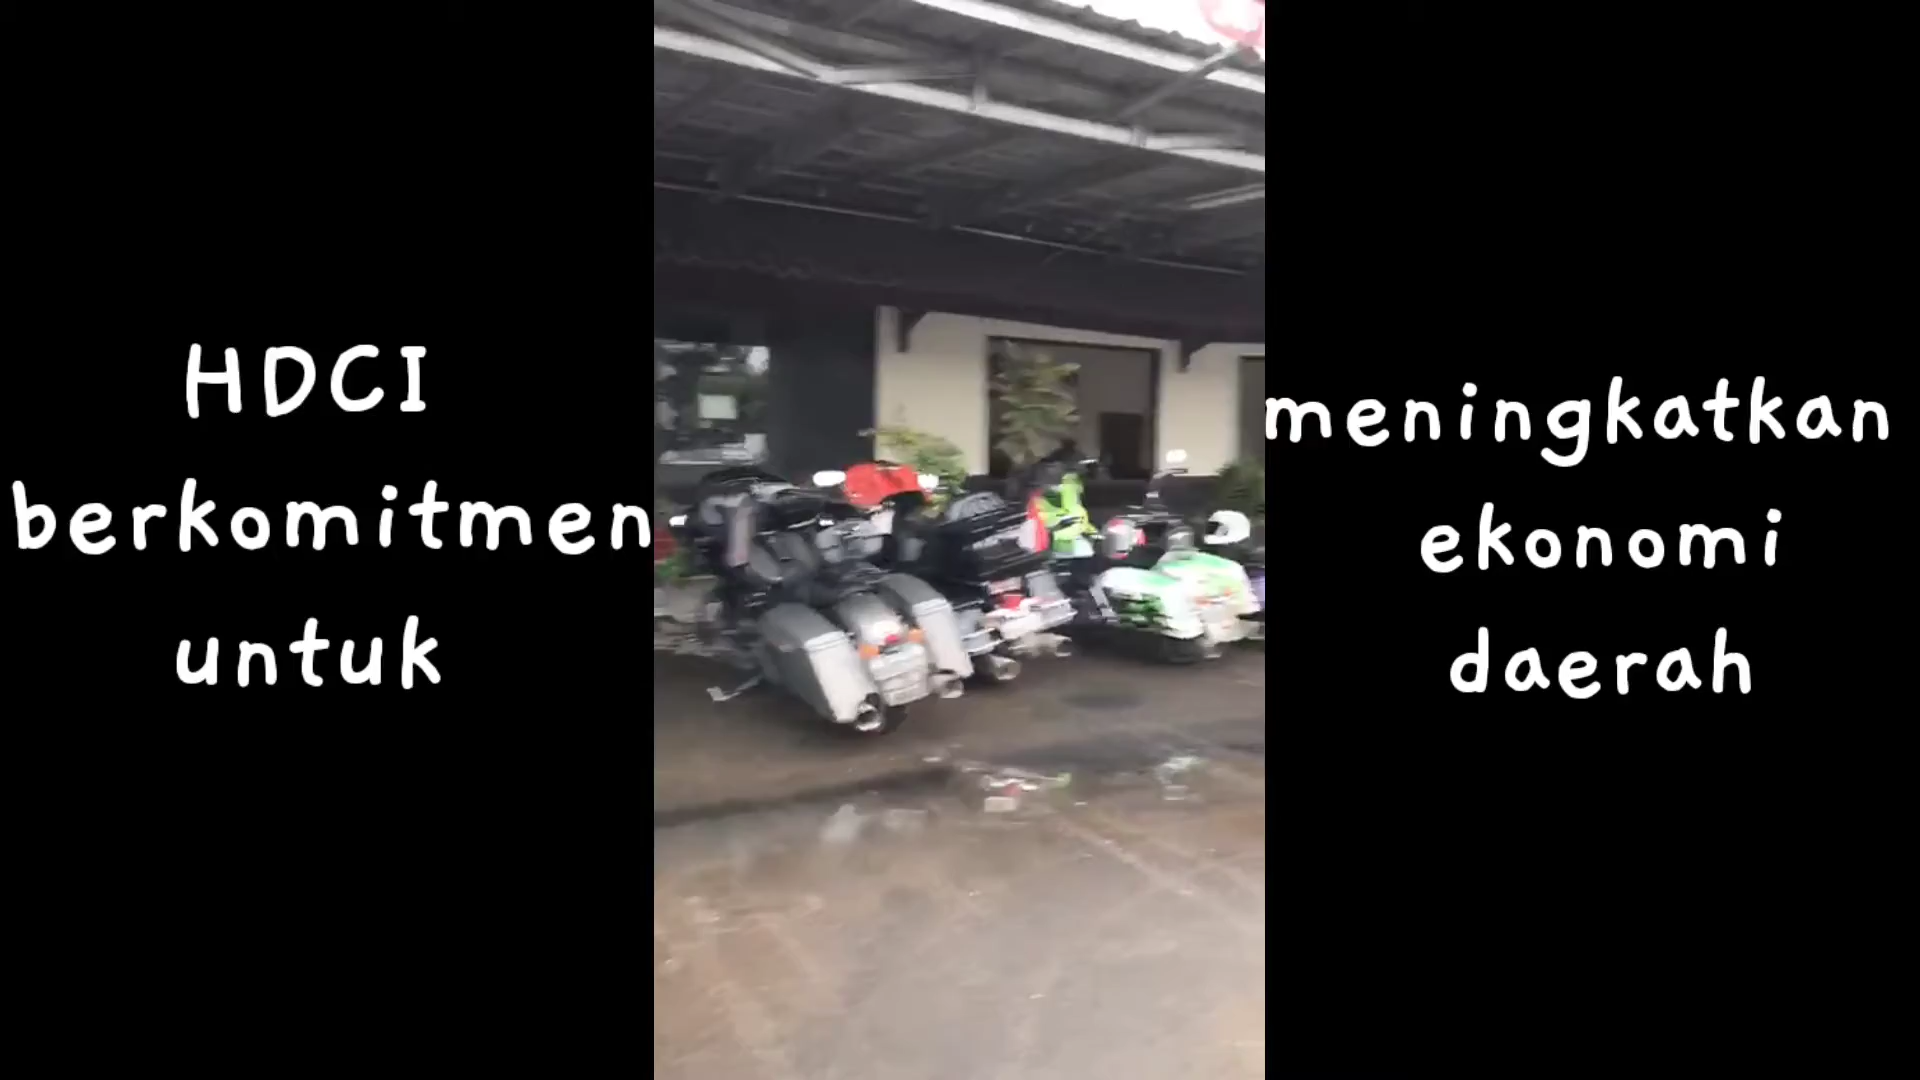 HDCI
berkomitmen
untuk
meningkatkan
ekonomi
daerah